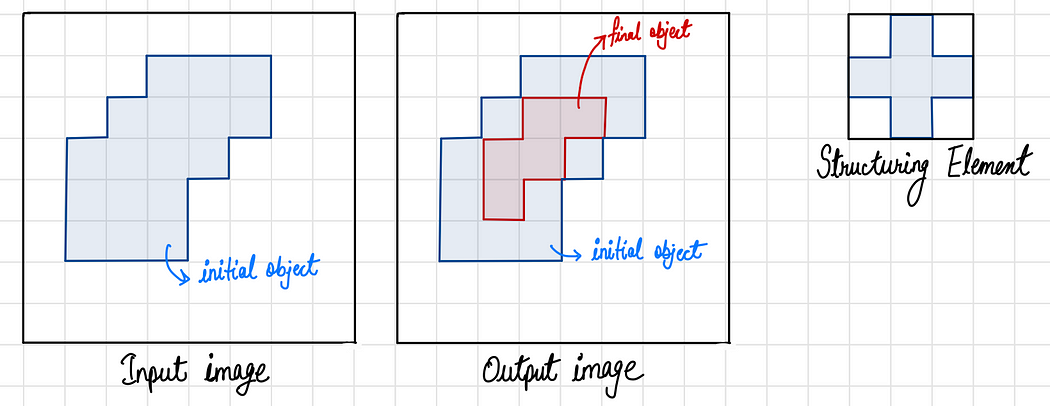 final object
initial object
initial object
Structuring Element
Input image
Output image